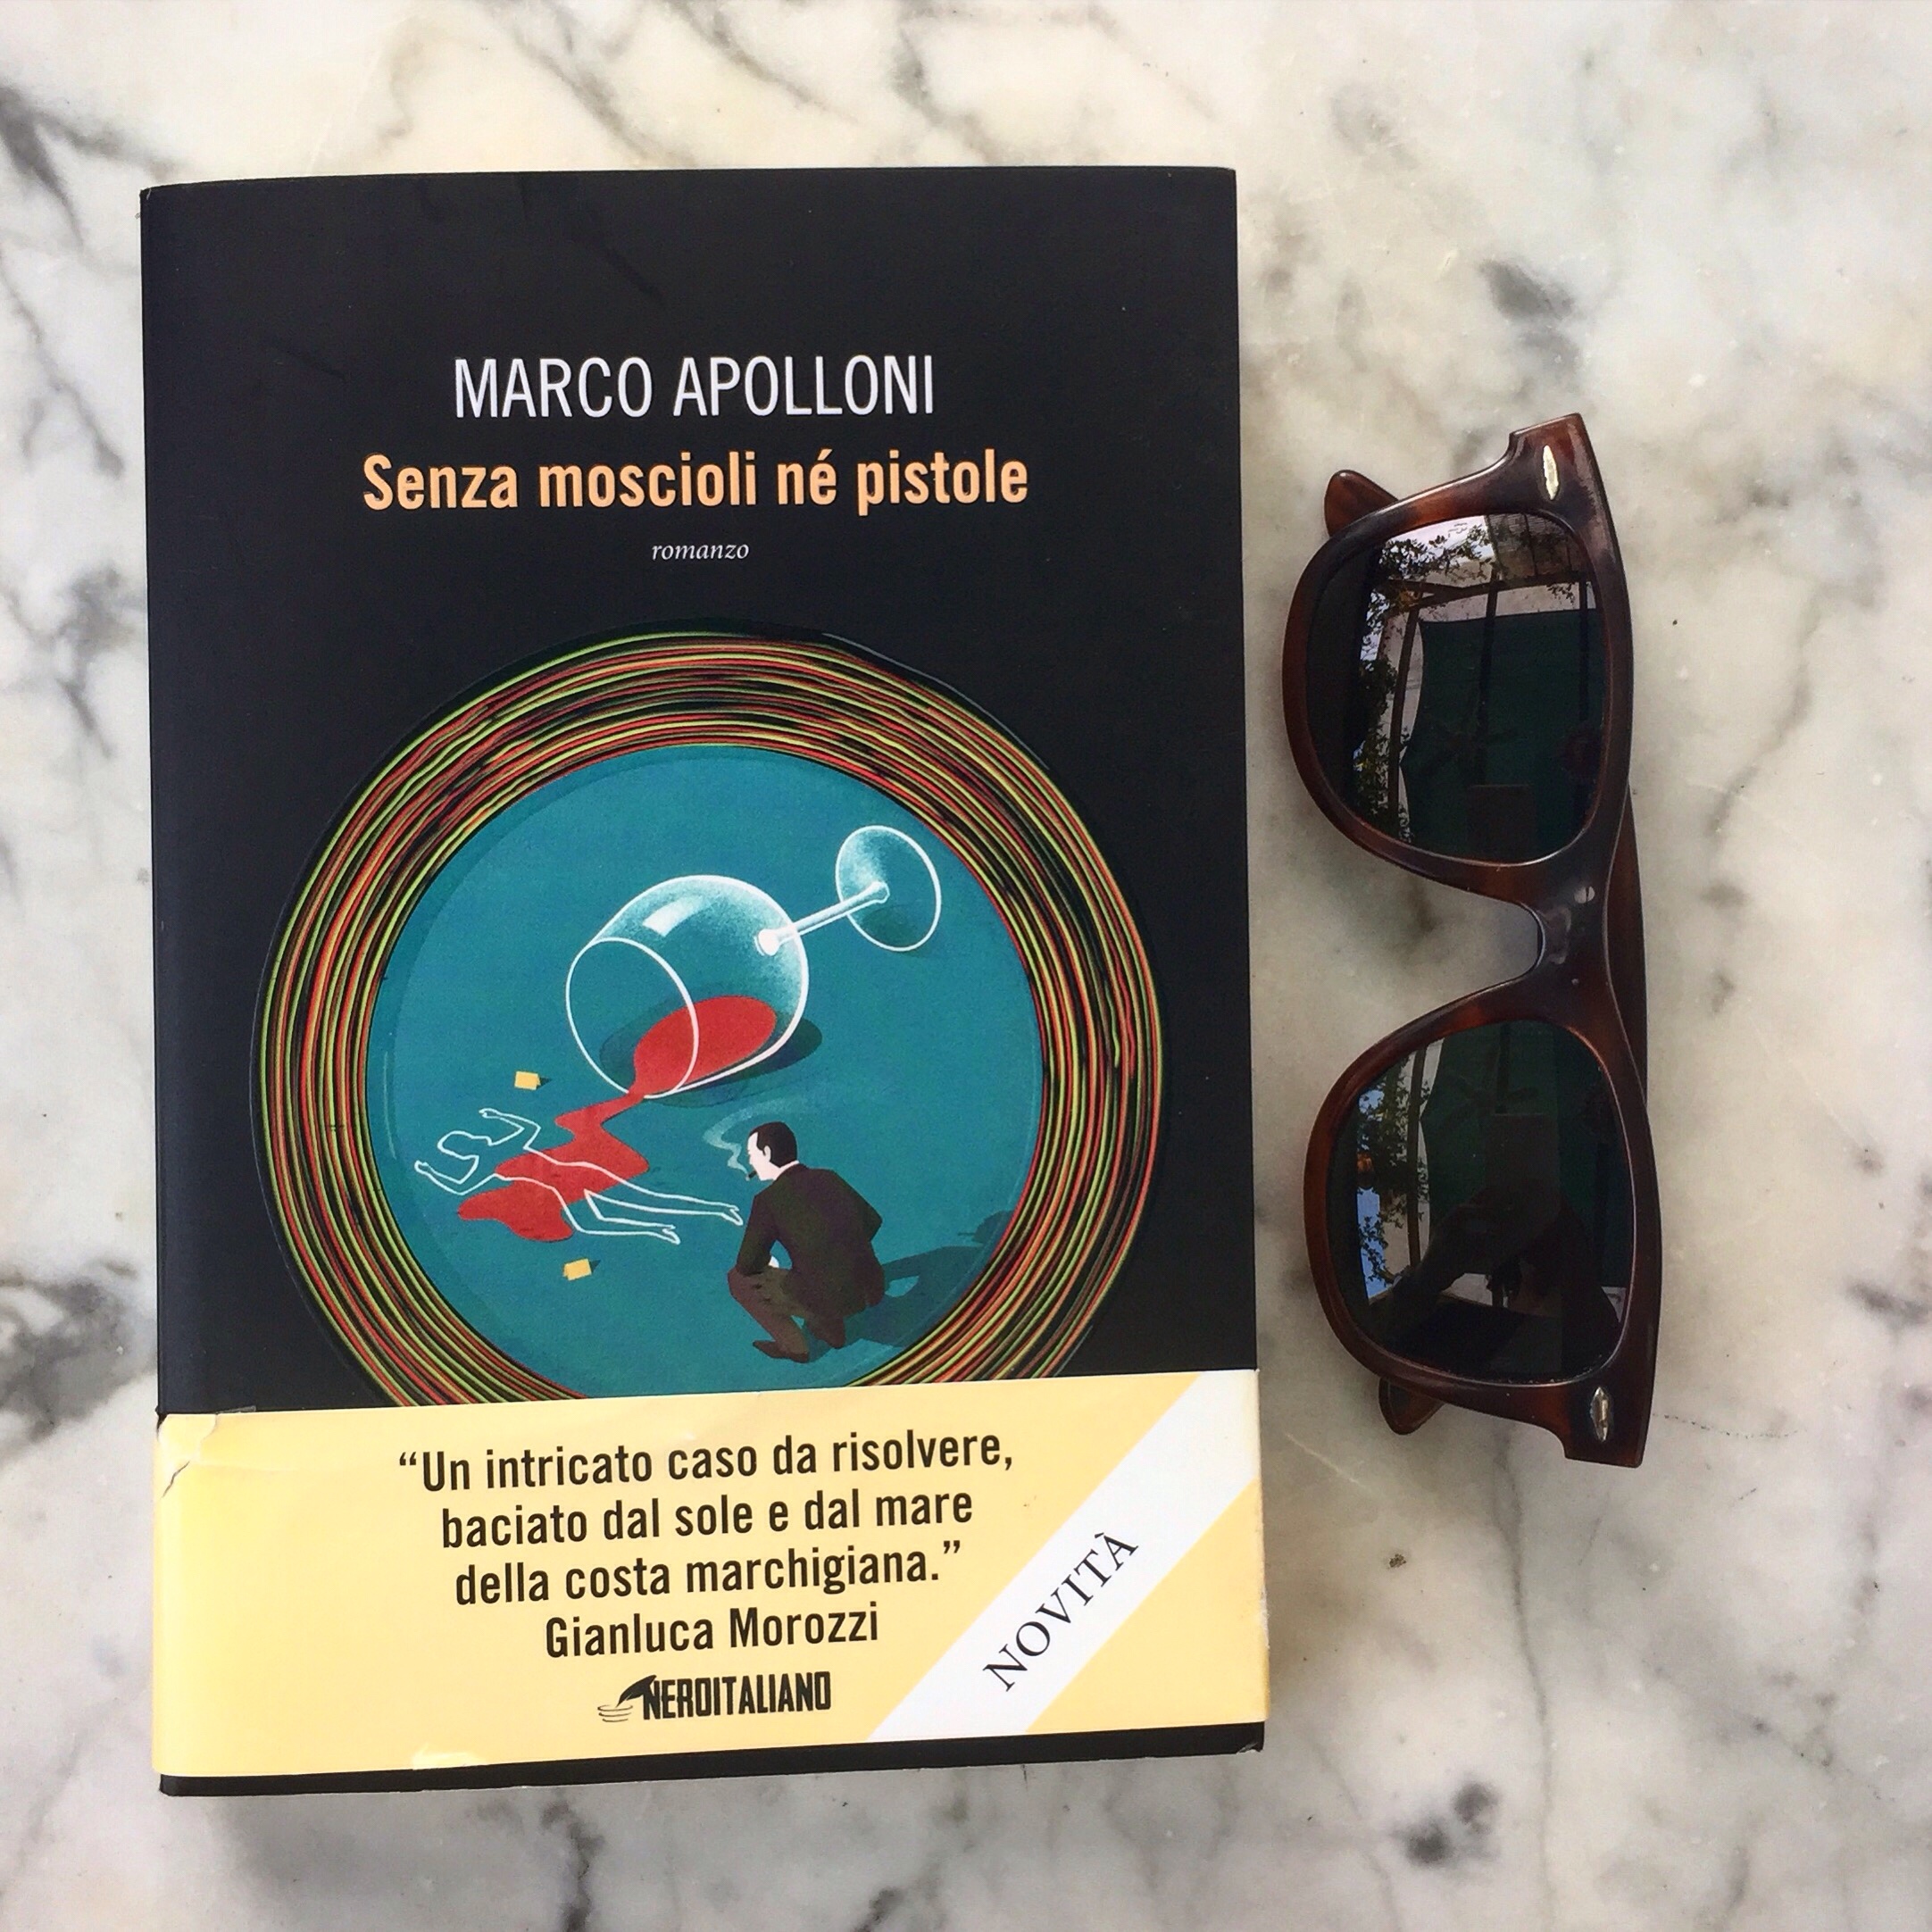 MARCO APOLLONI
Senza moscioli né pistole
romanzo
“Un intricato caso da risolvere,
baciato dal sole e dal mare
della costa marchigiana.”
Gianluca Morozzi
NEROITALIANO
NOVITÀ